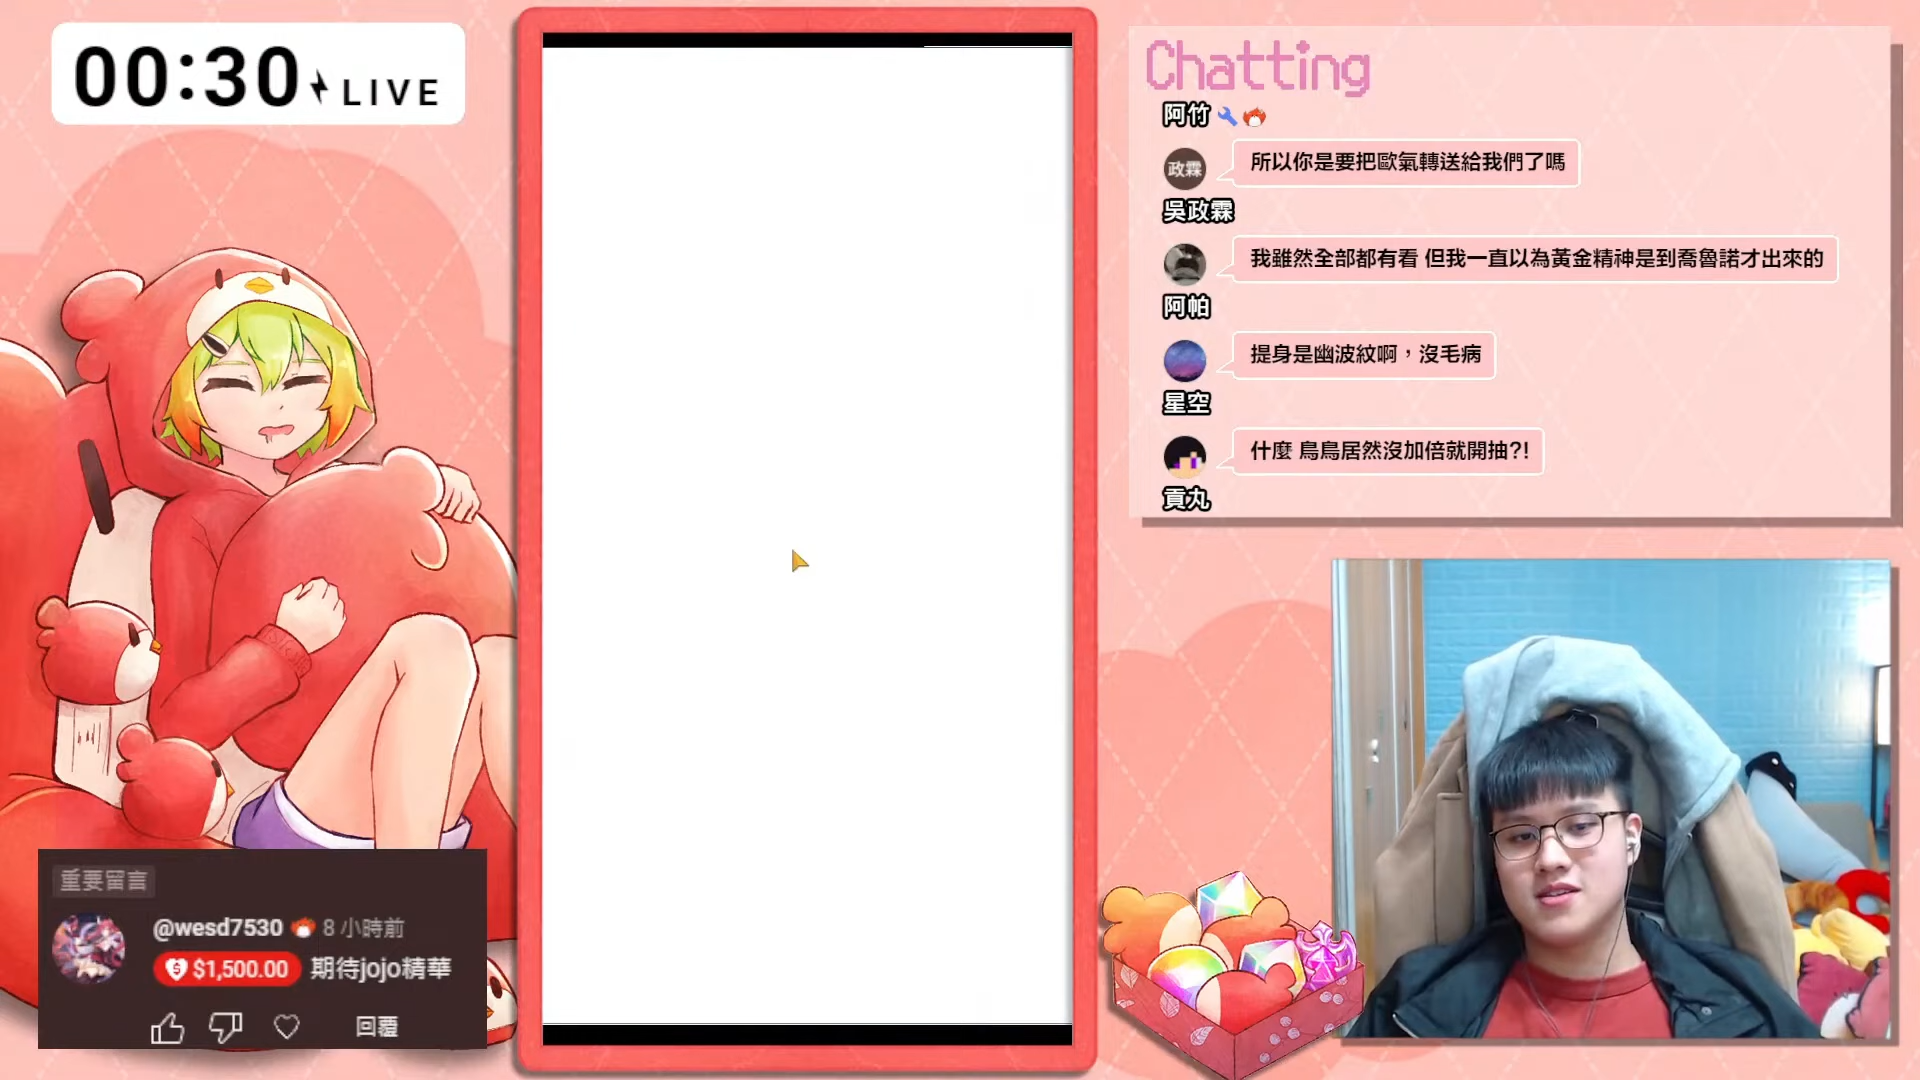 00:30 LIVE
Chatting
阿竹
政霖
所以你是要把歐氣轉送給我們了嗎
吳政霖
我雖然全部都有看 但我一直以為黃金精神是到喬魯諾才出來的
阿帕
提身是幽波紋啊，沒毛病
星空
什麼 鳥鳥居然沒加倍就開抽?!
貢丸
重要留言
@wesd7530 8 小時前
$1,500.00 期待jojo精華
回覆